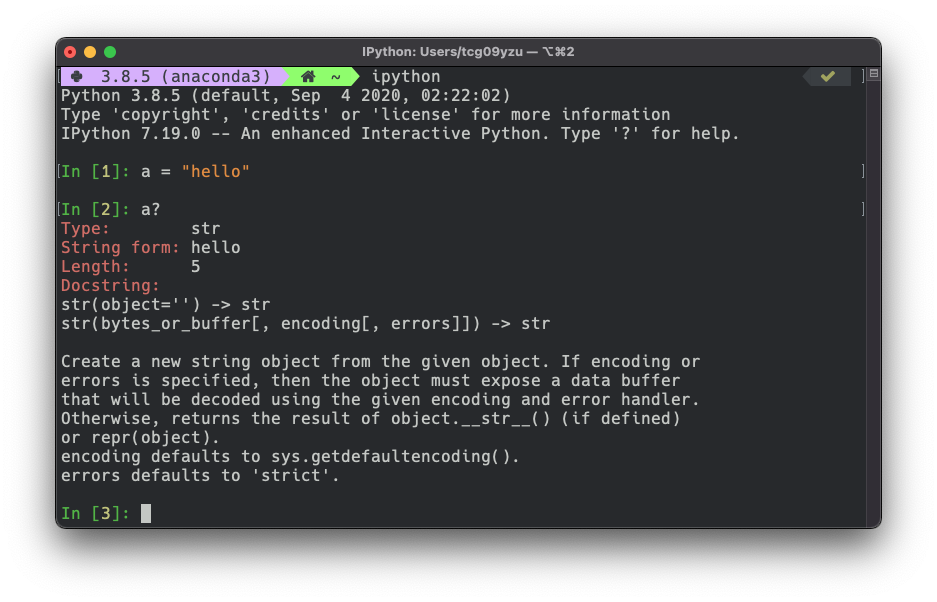 IPython: Users/tcg09yzu — ⌥⌘2
3.8.5 (anaconda3) ~ ipython
Python 3.8.5 (default, Sep  4 2020, 02:22:02)
Type 'copyright', 'credits' or 'license' for more information
IPython 7.19.0 -- An enhanced Interactive Python. Type '?' for help.
In [1]: a = "hello"
In [2]: a?
Type:        str
String form: hello
Length:      5
Docstring:
str(object='') -> str
str(bytes_or_buffer[, encoding[, errors]]) -> str
Create a new string object from the given object. If encoding or
errors is specified, then the object must expose a data buffer
that will be decoded using the given encoding and error handler.
Otherwise, returns the result of object.__str__() (if defined)
or repr(object).
encoding defaults to sys.getdefaultencoding().
errors defaults to 'strict'.
In [3]: